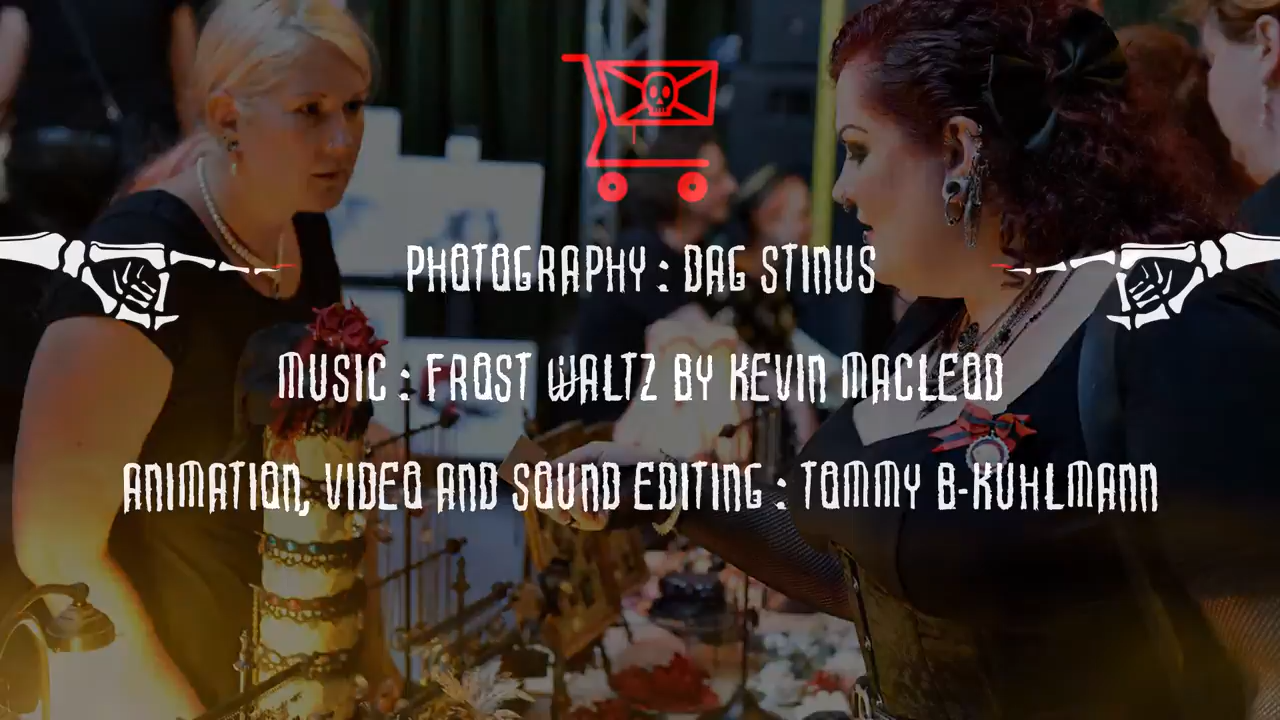 PHOTOGRAPHY : DAG STINUS
MUSIC : FROST WALTZ BY KEVIN MACLEOD
ANIMATION, VIDEO AND SOUND EDITING : TOMMY B-KUHLMANN